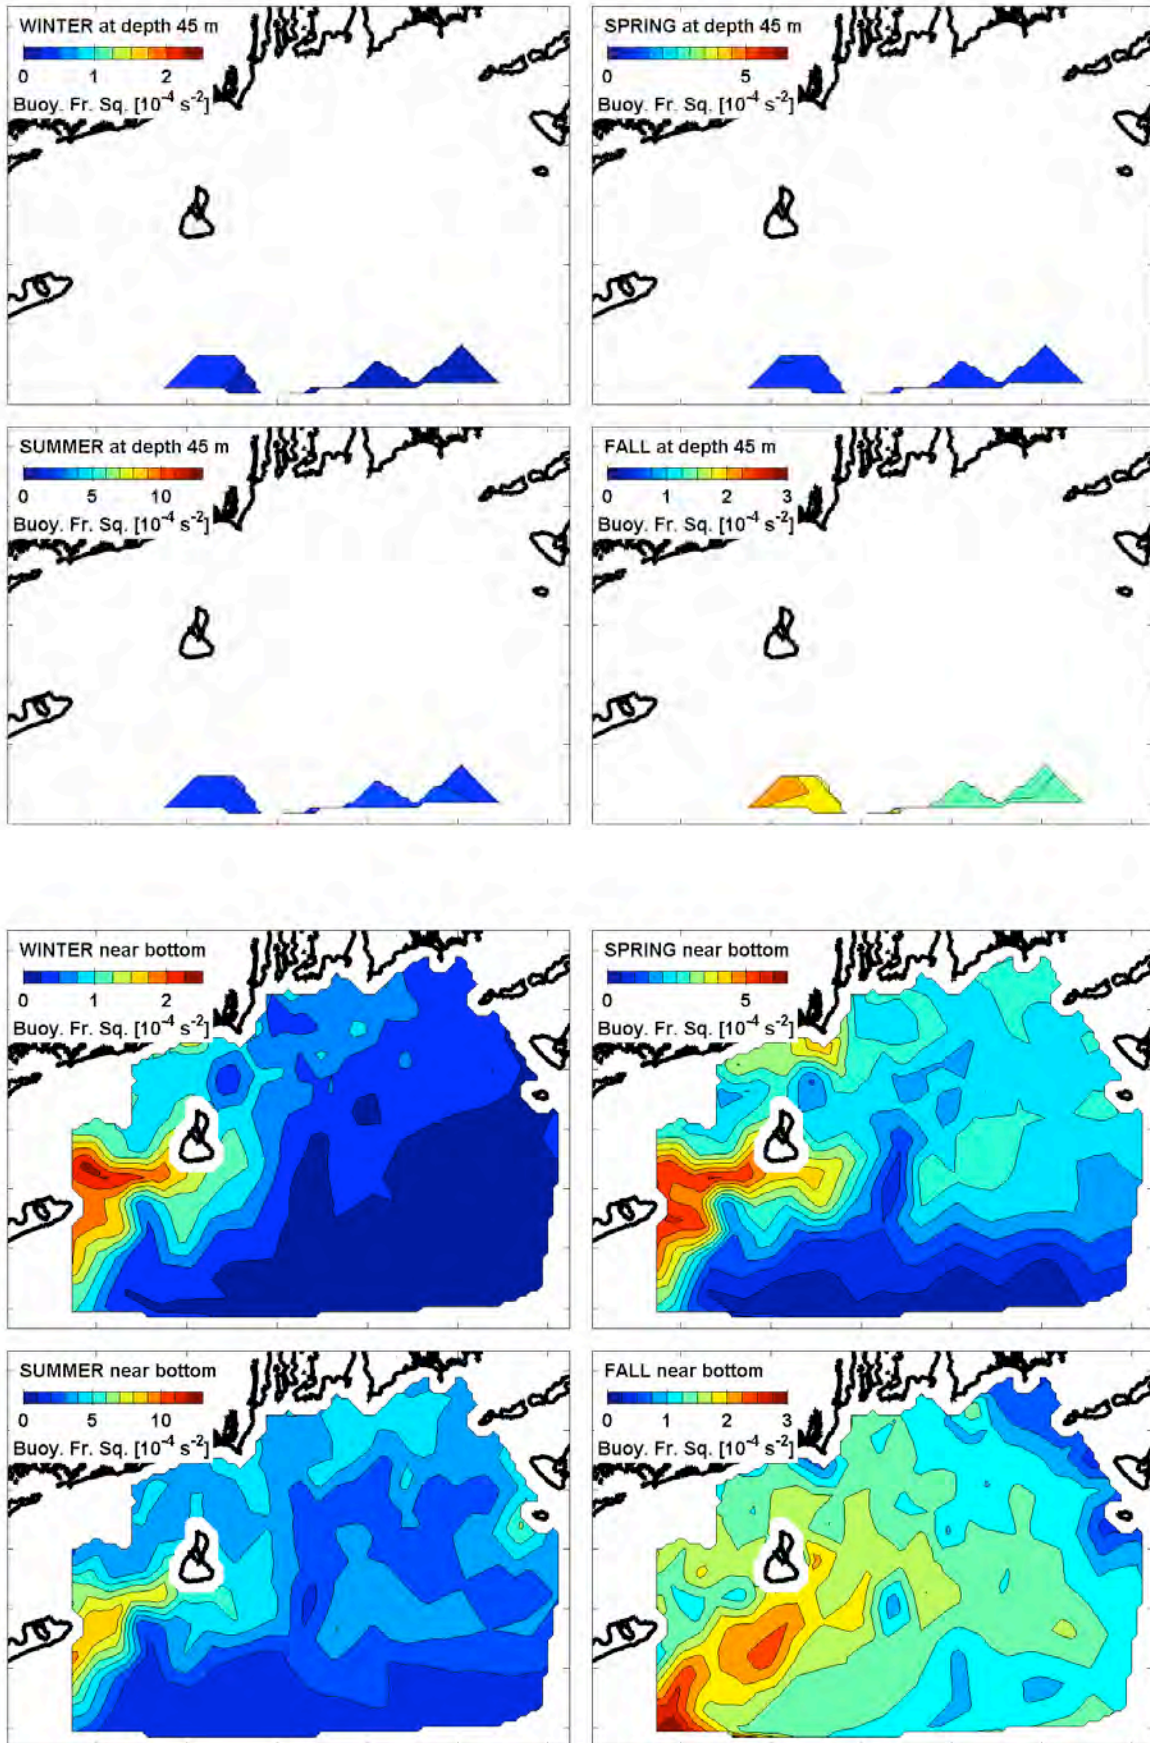 WINTER at depth 45 m
0 1 2
Buoy. Fr. Sq. [10⁻⁴ s⁻²]
SPRING at depth 45 m
0 5
Buoy. Fr. Sq. [10⁻⁴ s⁻²]
SUMMER at depth 45 m
0 5 10
Buoy. Fr. Sq. [10⁻⁴ s⁻²]
FALL at depth 45 m
0 1 2 3
Buoy. Fr. Sq. [10⁻⁴ s⁻²]
WINTER near bottom
0 1 2
Buoy. Fr. Sq. [10⁻⁴ s⁻²]
SPRING near bottom
0 5
Buoy. Fr. Sq. [10⁻⁴ s⁻²]
SUMMER near bottom
0 5 10
Buoy. Fr. Sq. [10⁻⁴ s⁻²]
FALL near bottom
0 1 2 3
Buoy. Fr. Sq. [10⁻⁴ s⁻²]